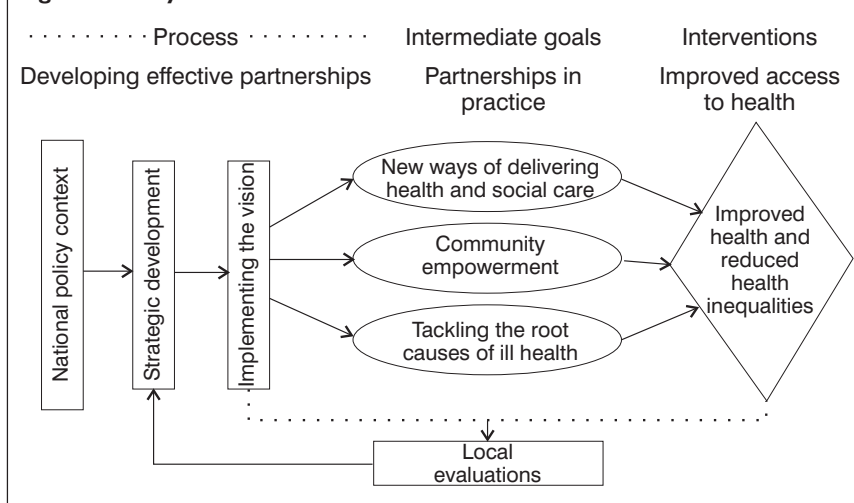 Process
Intermediate goals
Interventions
Developing effective partnerships
Partnerships in
practice
Improved access
to health
National policy context
Strategic development
Implementing the vision
New ways of delivering
health and social care
Community
empowerment
Tackling the root
causes of ill health
Improved
health and
reduced
health
inequalities
Local
evaluations